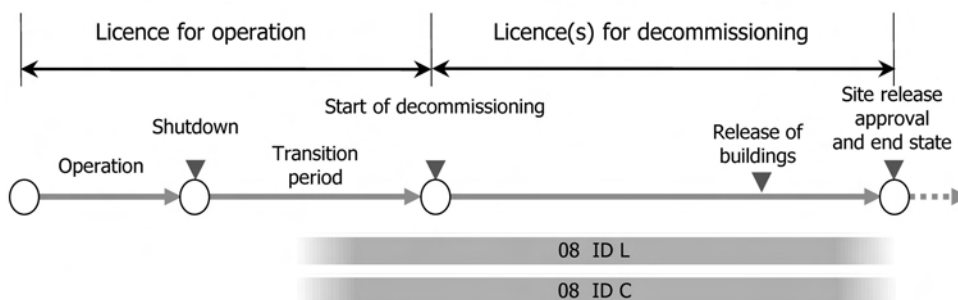 Licence for operation
Licence(s) for decommissioning
Start of decommissioning
Shutdown
Operation
Transition
period
Release of
buildings
Site release
approval
and end state
08 ID L
08 ID C